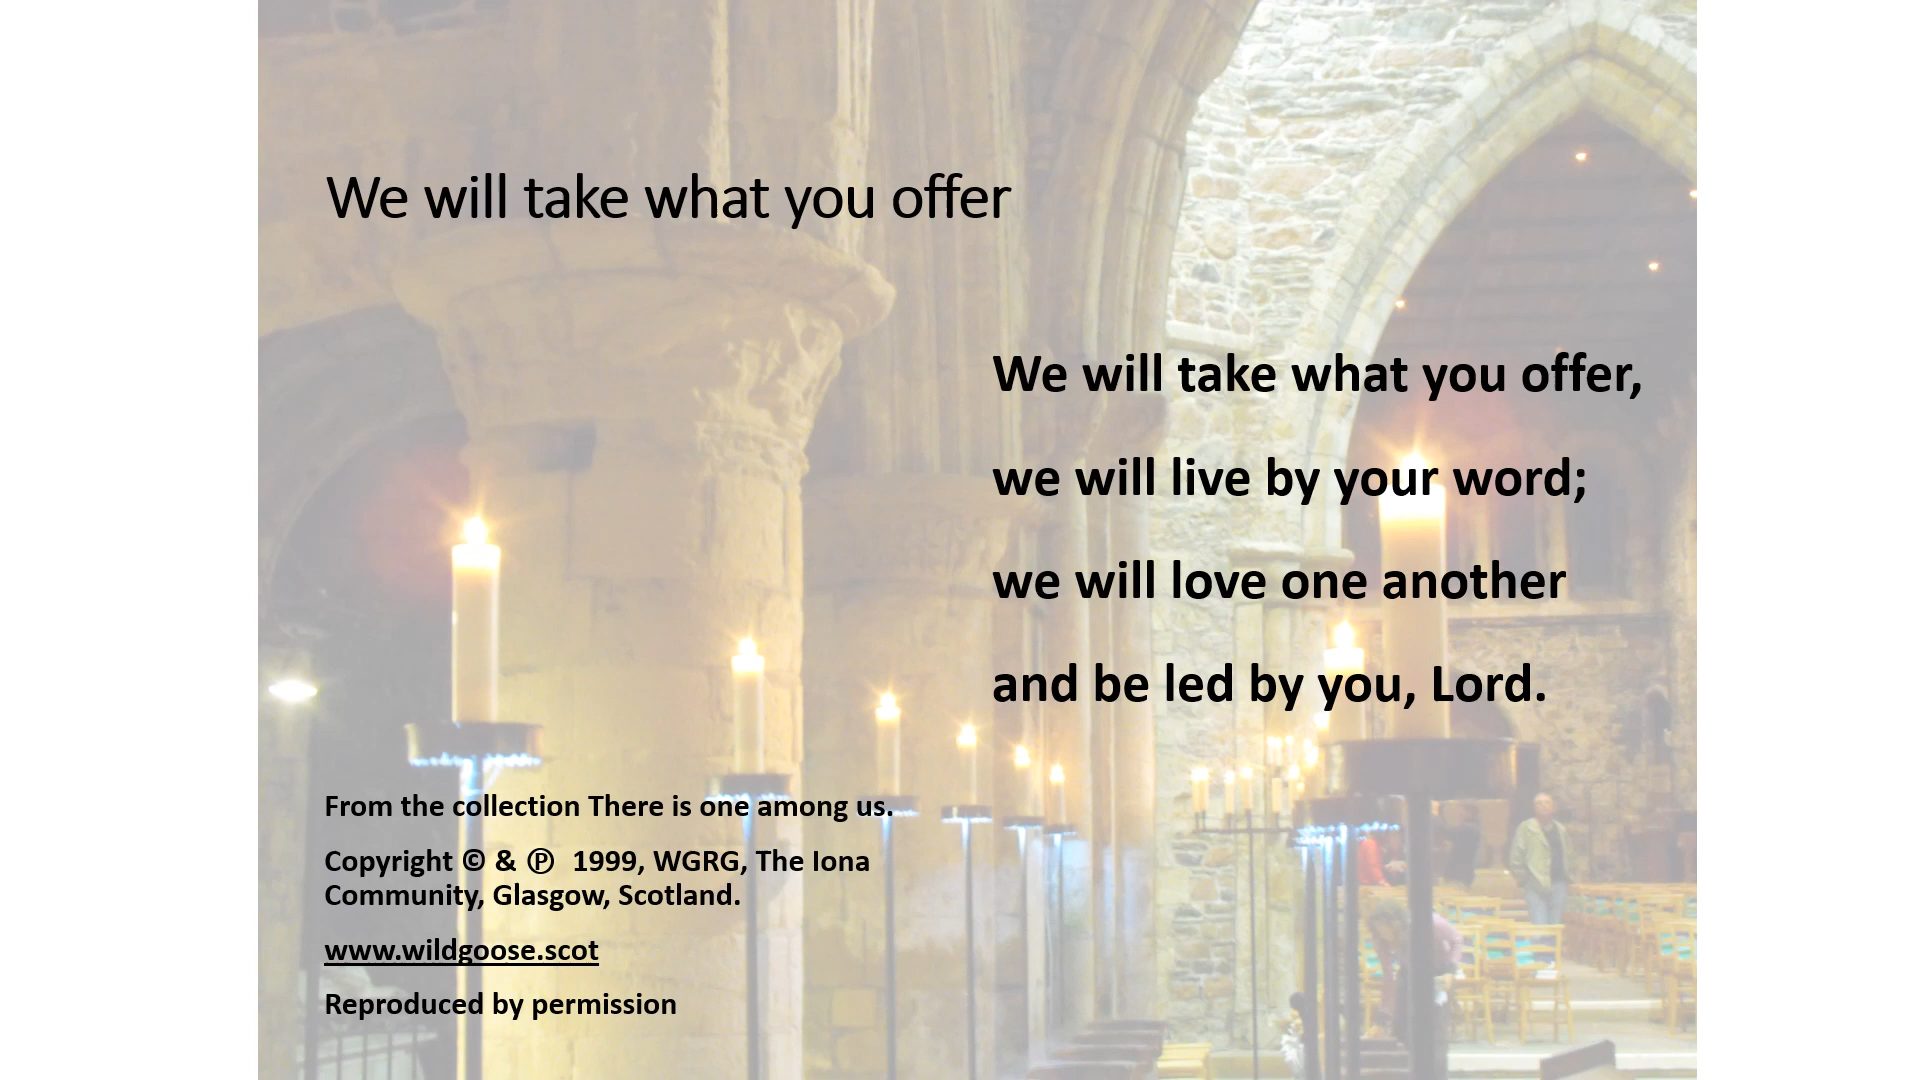 We will take what you offer
We will take what you offer,
we will live by your word;
we will love one another
and be led by you, Lord.
From the collection There is one among us.
Copyright © & ℗  1999, WGRG, The Iona
Community, Glasgow, Scotland.
www.wildgoose.scot
Reproduced by permission